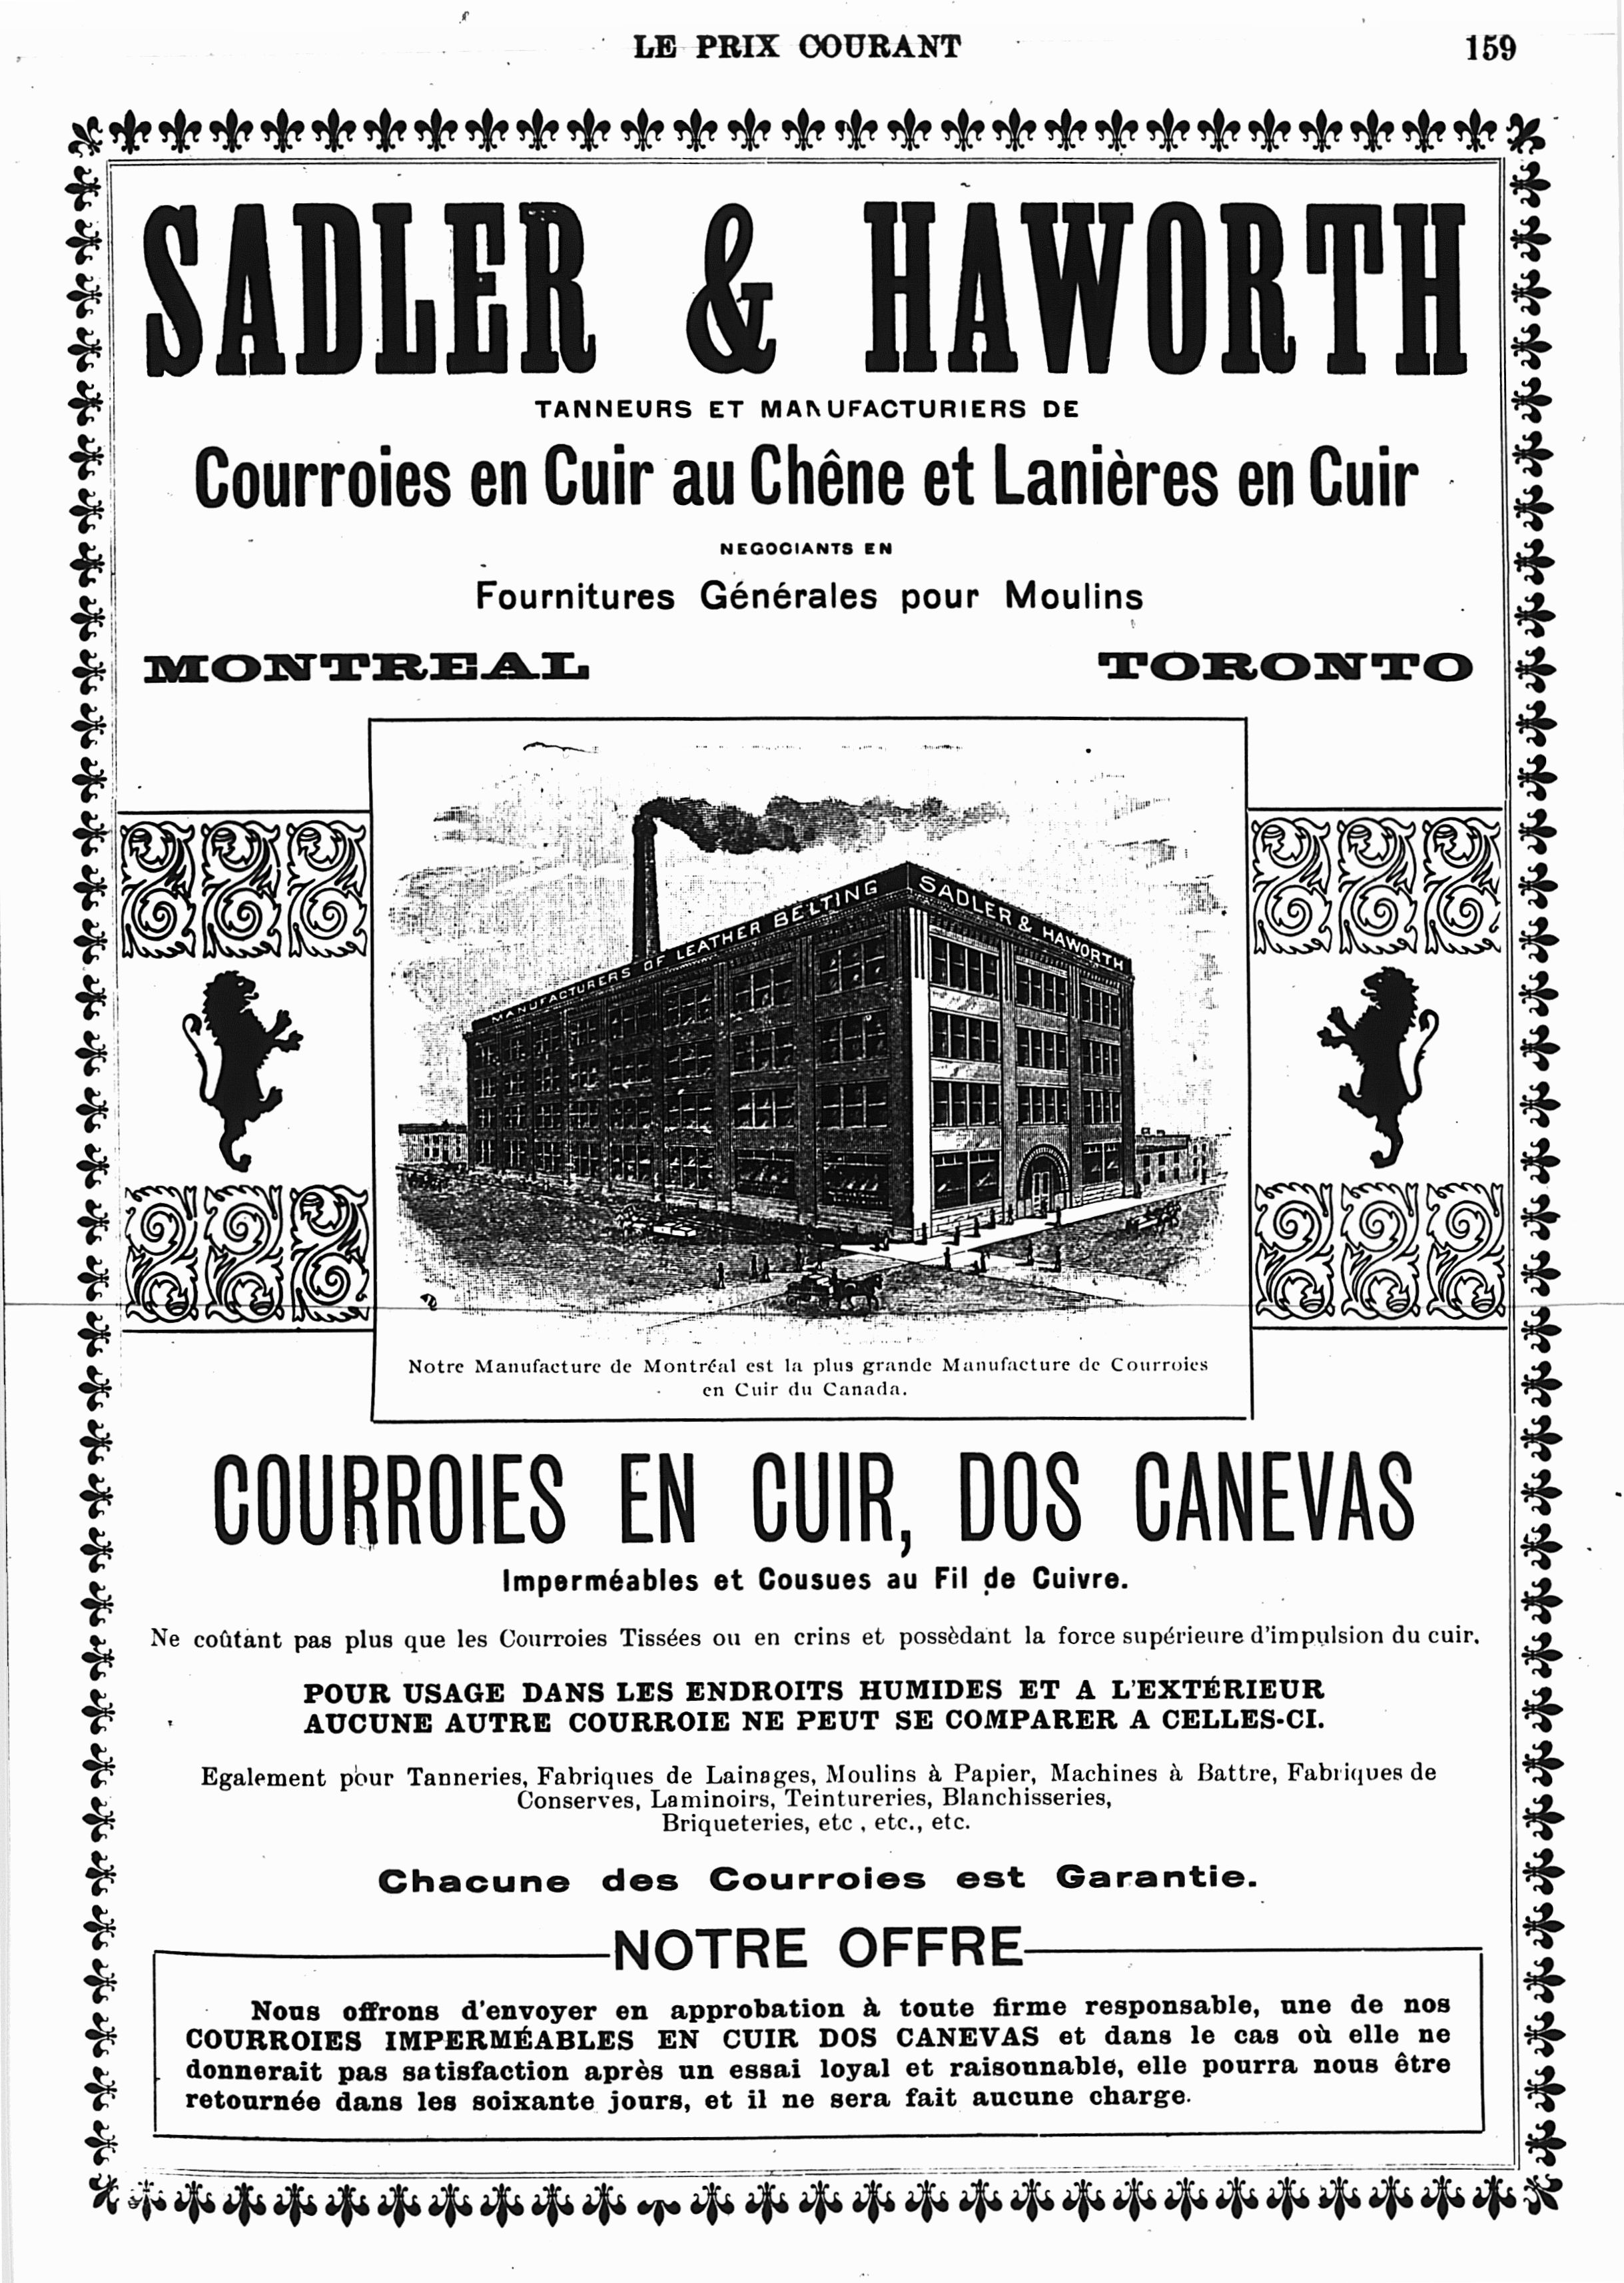 LE PRIX COURANT
159
SADLER & HAWORTH
TANNEURS ET MANUFACTURIERS DE
Courroies en Cuir au Chêne et Lanières en Cuir
NEGOCIANTS EN
Fournitures Générales pour Moulins
MONTREAL
TORONTO
MANUFACTURERS OF LEATHER BELTING
SADLER & HAWORTH
Notre Manufacture de Montréal est la plus grande Manufacture de Courroies
en Cuir du Canada.
COURROIES EN CUIR, DOS CANEVAS
Imperméables et Cousues au Fil de Cuivre.
Ne coûtant pas plus que les Courroies Tissées ou en crins et possèdant la force supérieure d'impulsion du cuir.
POUR USAGE DANS LES ENDROITS HUMIDES ET A L'EXTÉRIEUR
AUCUNE AUTRE COURROIE NE PEUT SE COMPARER A CELLES-CI.
Egalement pour Tanneries, Fabriques de Lainages, Moulins à Papier, Machines à Battre, Fabriques de
Conserves, Laminoirs, Teintureries, Blanchisseries,
Briqueteries, etc , etc., etc.
Chacune des Courroies est Garantie.
NOTRE OFFRE
Nous offrons d'envoyer en approbation à toute firme responsable, une de nos
COURROIES IMPERMÉABLES EN CUIR DOS CANEVAS et dans le cas où elle ne
donnerait pas satisfaction après un essai loyal et raisonnable, elle pourra nous être
retournée dans les soixante jours, et il ne sera fait aucune charge.